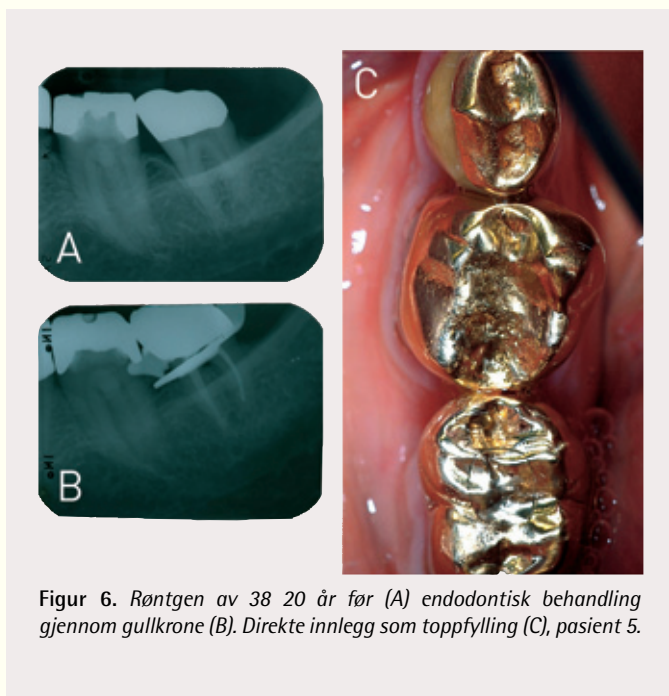 A
B
C
Figur 6. Røntgen av 38 20 år før (A) endodontisk behandling
gjennom gullkrone (B). Direkte innlegg som toppfylling (C), pasient 5.